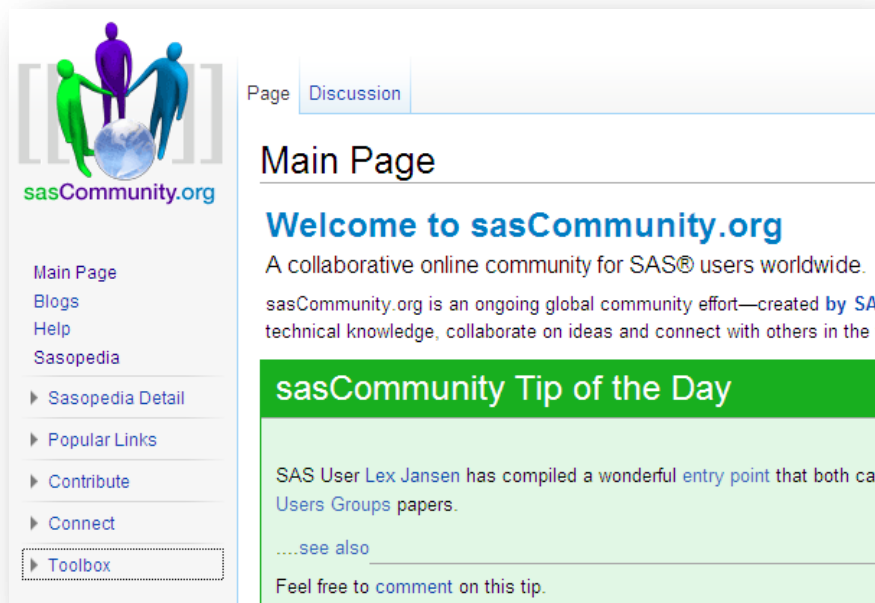 sasCommunity.org
Main Page
Blogs
Help
Sasopedia
Sasopedia Detail
Popular Links
Contribute
Connect
Toolbox
Page Discussion
Main Page
Welcome to sasCommunity.org
A collaborative online community for SAS® users worldwide.
sasCommunity.org is an ongoing global community effort—created by SA
technical knowledge, collaborate on ideas and connect with others in the
sasCommunity Tip of the Day
SAS User Lex Jansen has compiled a wonderful entry point that both ca
Users Groups papers.
....see also
Feel free to comment on this tip.